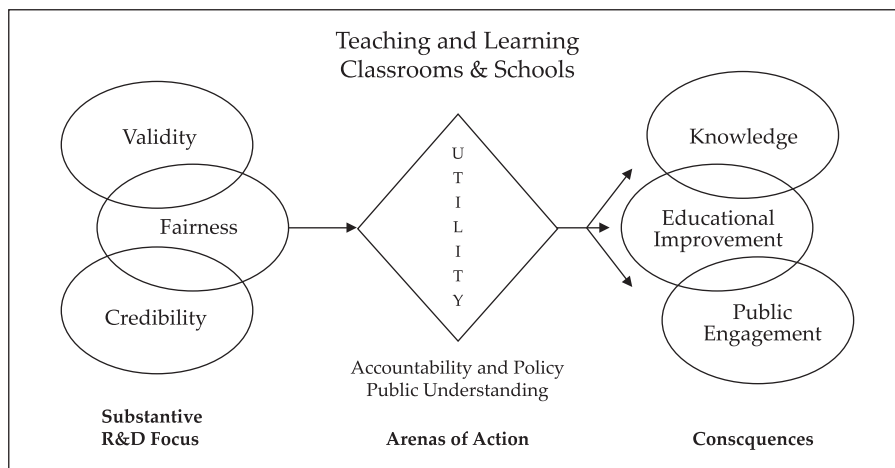 Teaching and Learning
Classrooms & Schools
Validity
Fairness
Credibility
U
T
I
L
I
T
Y
Knowledge
Educational
Improvement
Public
Engagement
Accountability and Policy
Public Understanding
Substantive
R&D Focus
Arenas of Action
Conscquences